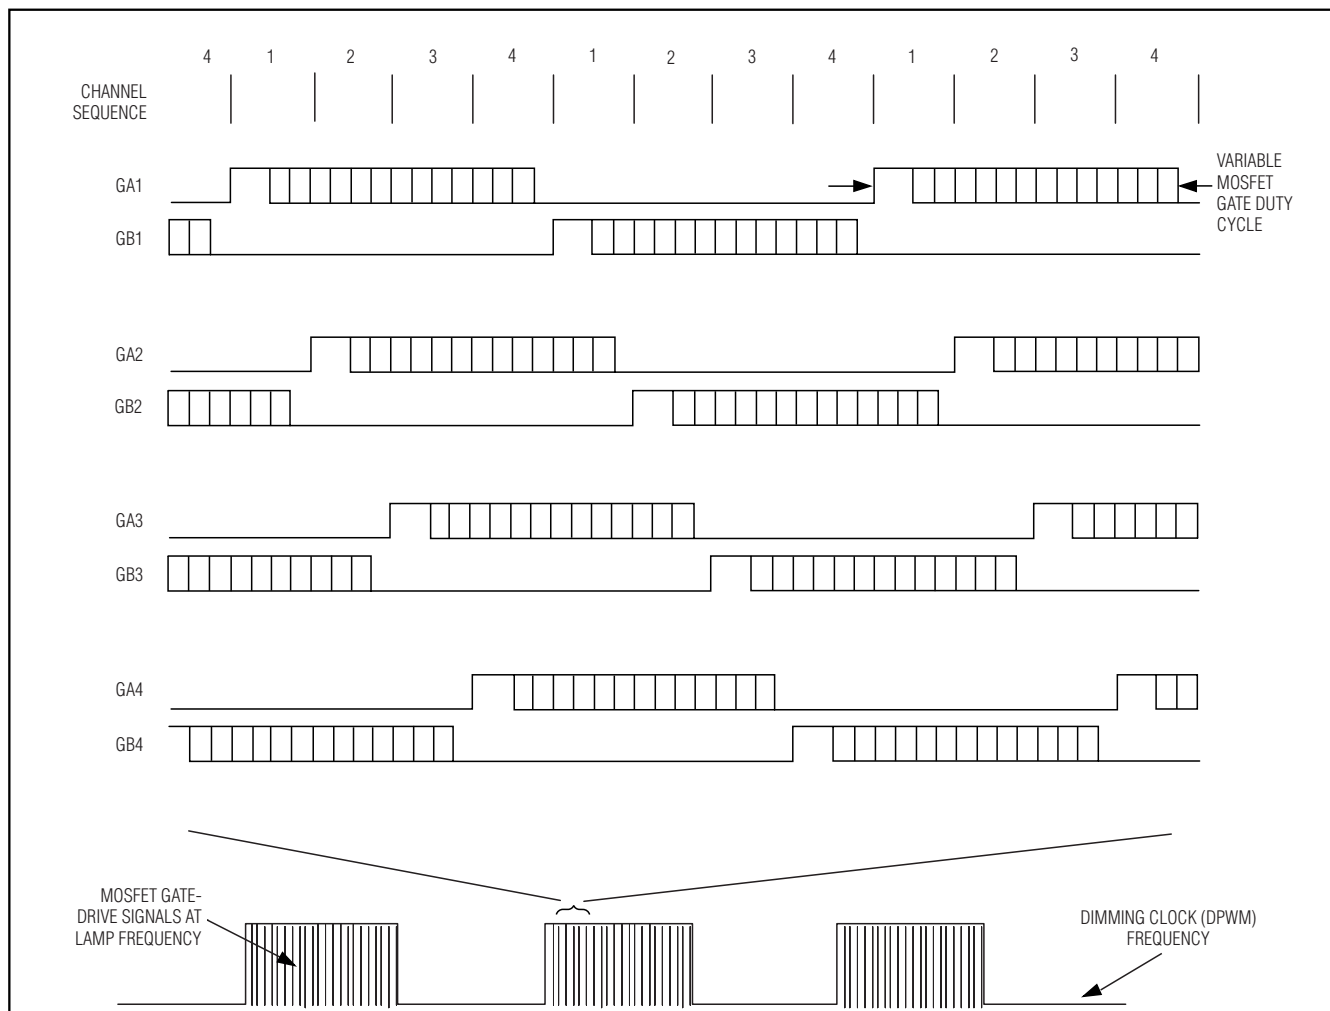 4 1 2 3 4 1 2 3 4 1 2 3 4
CHANNEL
SEQUENCE
GA1
VARIABLE
MOSFET
GATE DUTY
CYCLE
GB1
GA2
GB2
GA3
GB3
GA4
GB4
MOSFET GATE-
DRIVE SIGNALS AT
LAMP FREQUENCY
DIMMING CLOCK (DPWM)
FREQUENCY